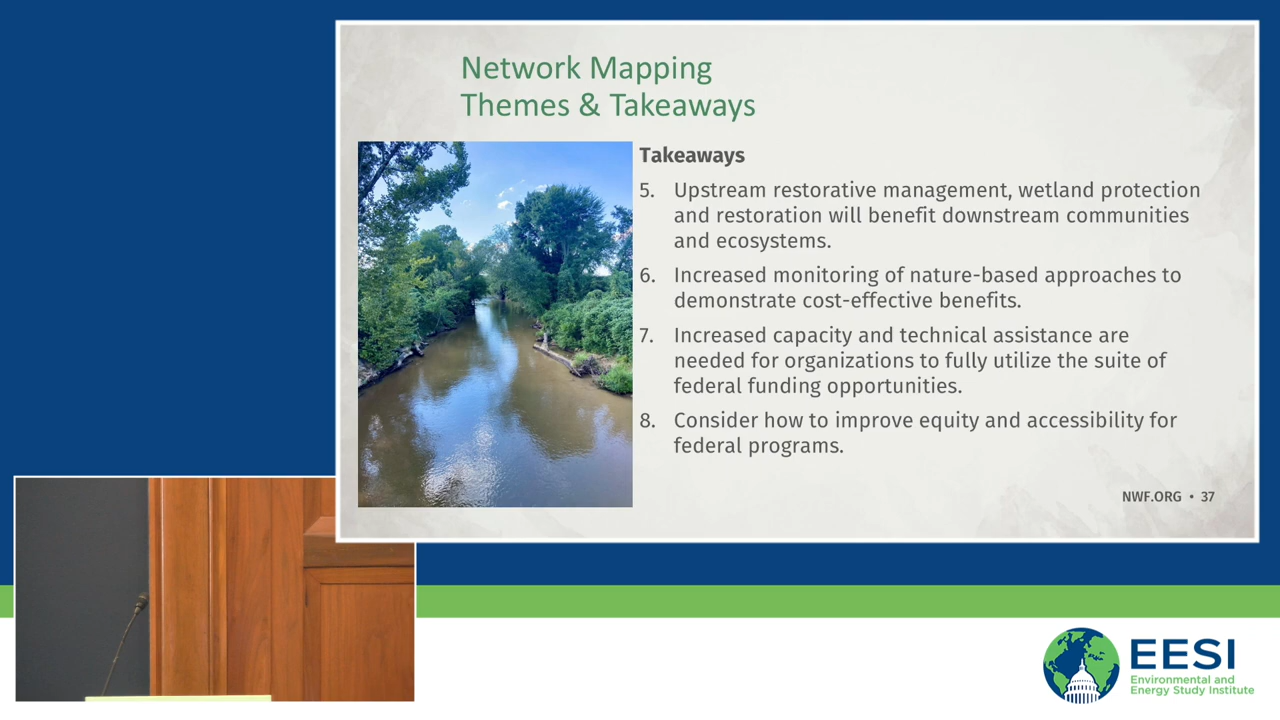 Network Mapping
Themes & Takeaways
Takeaways
5. Upstream restorative management, wetland protection
and restoration will benefit downstream communities
and ecosystems.
6. Increased monitoring of nature-based approaches to
demonstrate cost-effective benefits.
7. Increased capacity and technical assistance are
needed for organizations to fully utilize the suite of
federal funding opportunities.
8. Consider how to improve equity and accessibility for
federal programs.
NWF.ORG • 37
EESI
Environmental and
Energy Study Institute